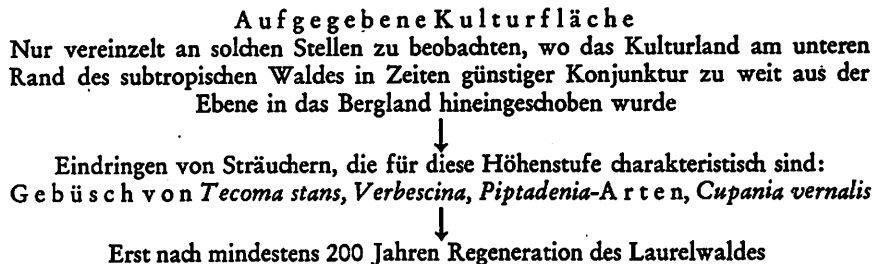 Aufgegebene Kulturfläche
Nur vereinzelt an solchen Stellen zu beobachten, wo das Kulturland am unteren
Rand des subtropischen Waldes in Zeiten günstiger Konjunktur zu weit aus der
Ebene in das Bergland hineingeschoben wurde
↓
Eindringen von Sträuchern, die für diese Höhenstufe charakteristisch sind:
Gebüsch von Tecoma stans, Verbescina, Piptadenia-Arten, Cupania vernalis
↓
Erst nach mindestens 200 Jahren Regeneration des Laurelwaldes